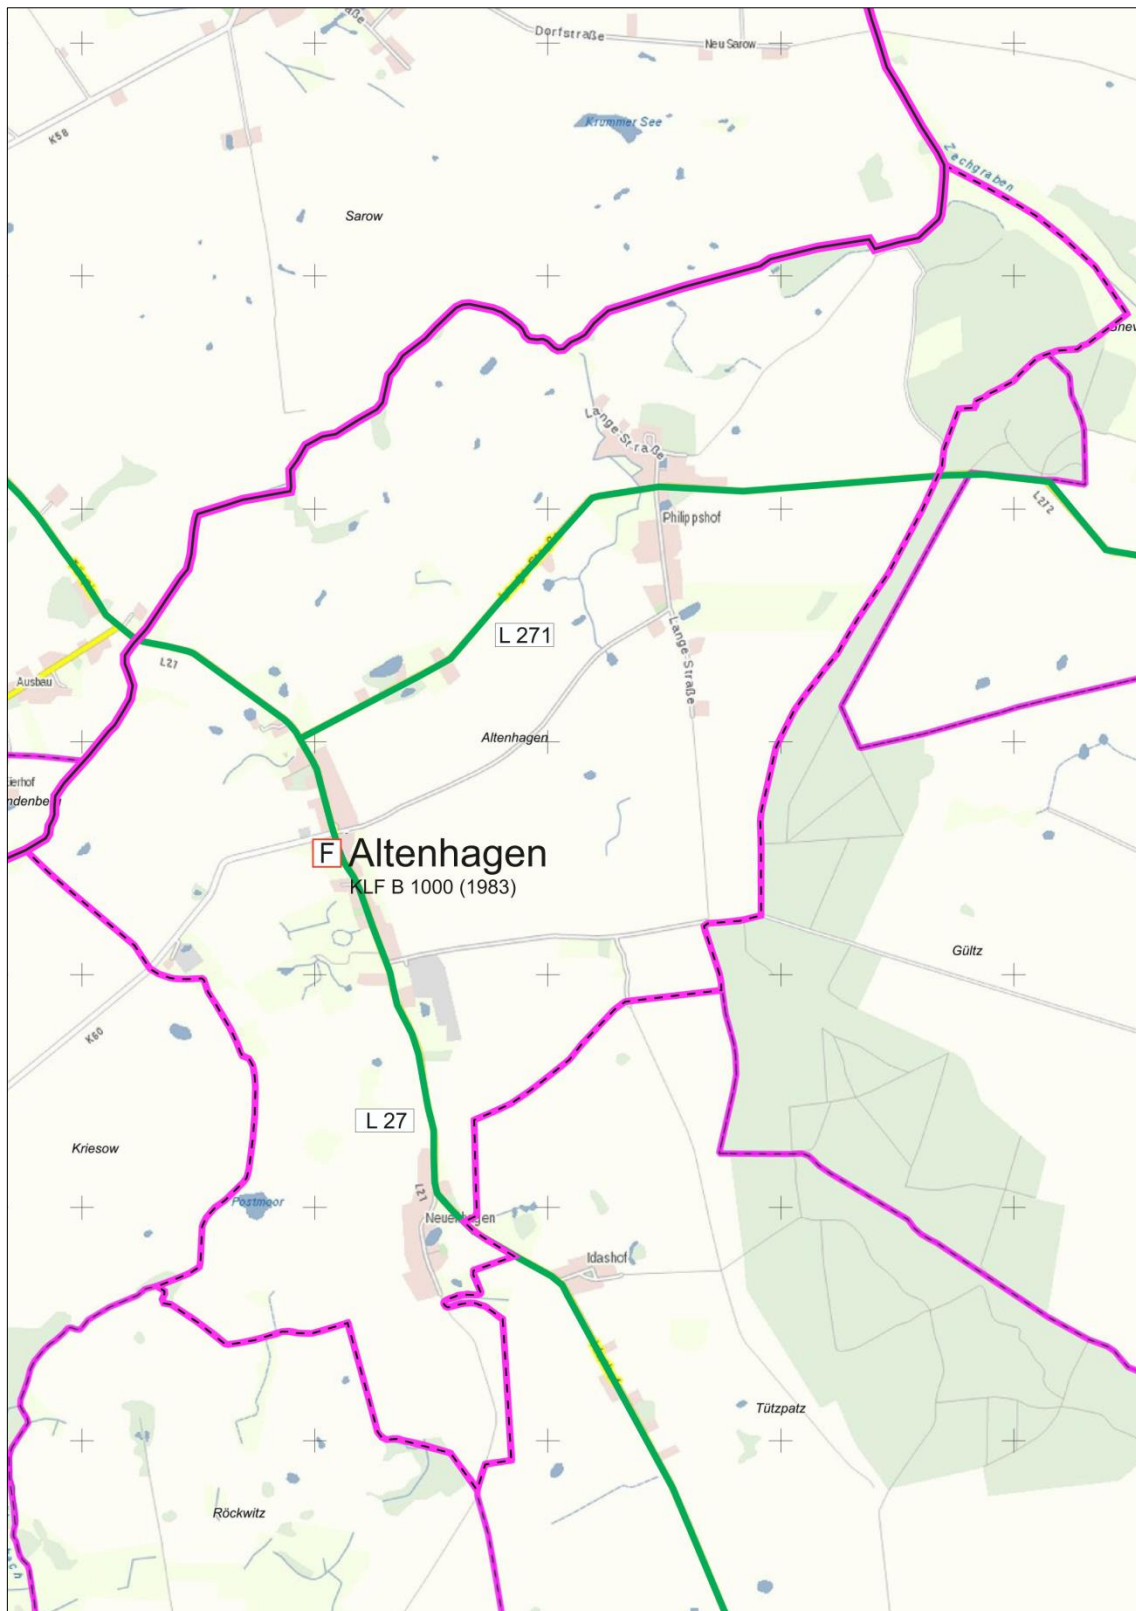 Dorfstraße
Neu Sarow
K58
Krummer See
Zechgraben
Sarow
Lange-Straße
L272
Philippshof
L 271
Lange-Straße
L27
Ausbau
Altenhagen
F Altenhagen
KLF B 1000 (1983)
Gültz
K60
L 27
Kriesow
L27
Postmoor
Neuenhagen
Idashof
Tützpatz
Röckwitz